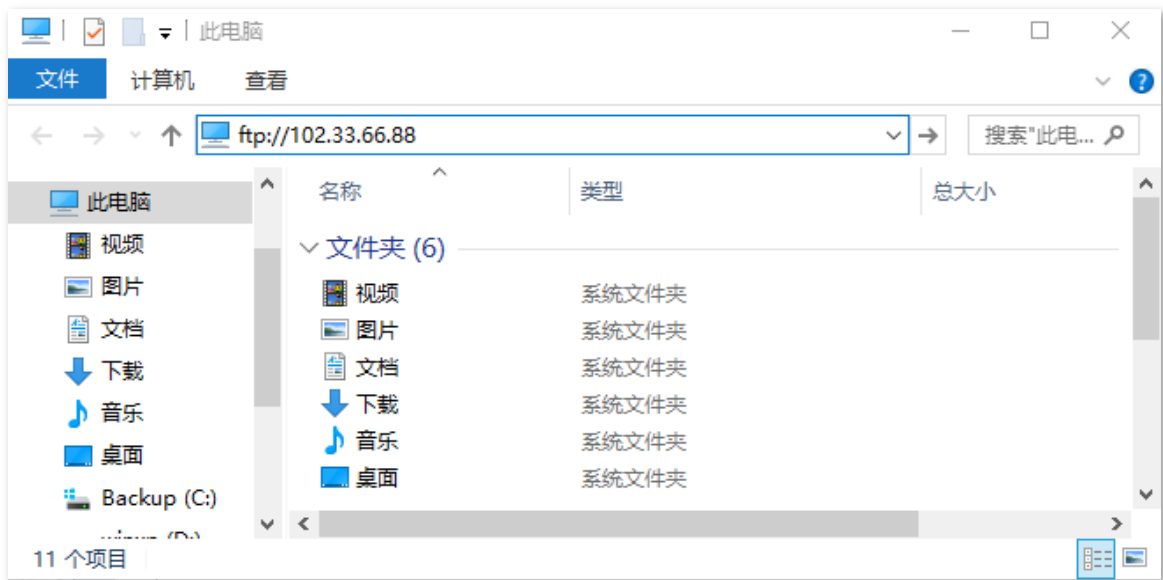 此电脑
文件 计算机 查看
ftp://102.33.66.88 搜索"此电...
此电脑
视频
图片
文档
下载
音乐
桌面
Backup (C:)
名称 类型 总大小
文件夹 (6)
视频 系统文件夹
图片 系统文件夹
文档 系统文件夹
下载 系统文件夹
音乐 系统文件夹
桌面 系统文件夹
11 个项目